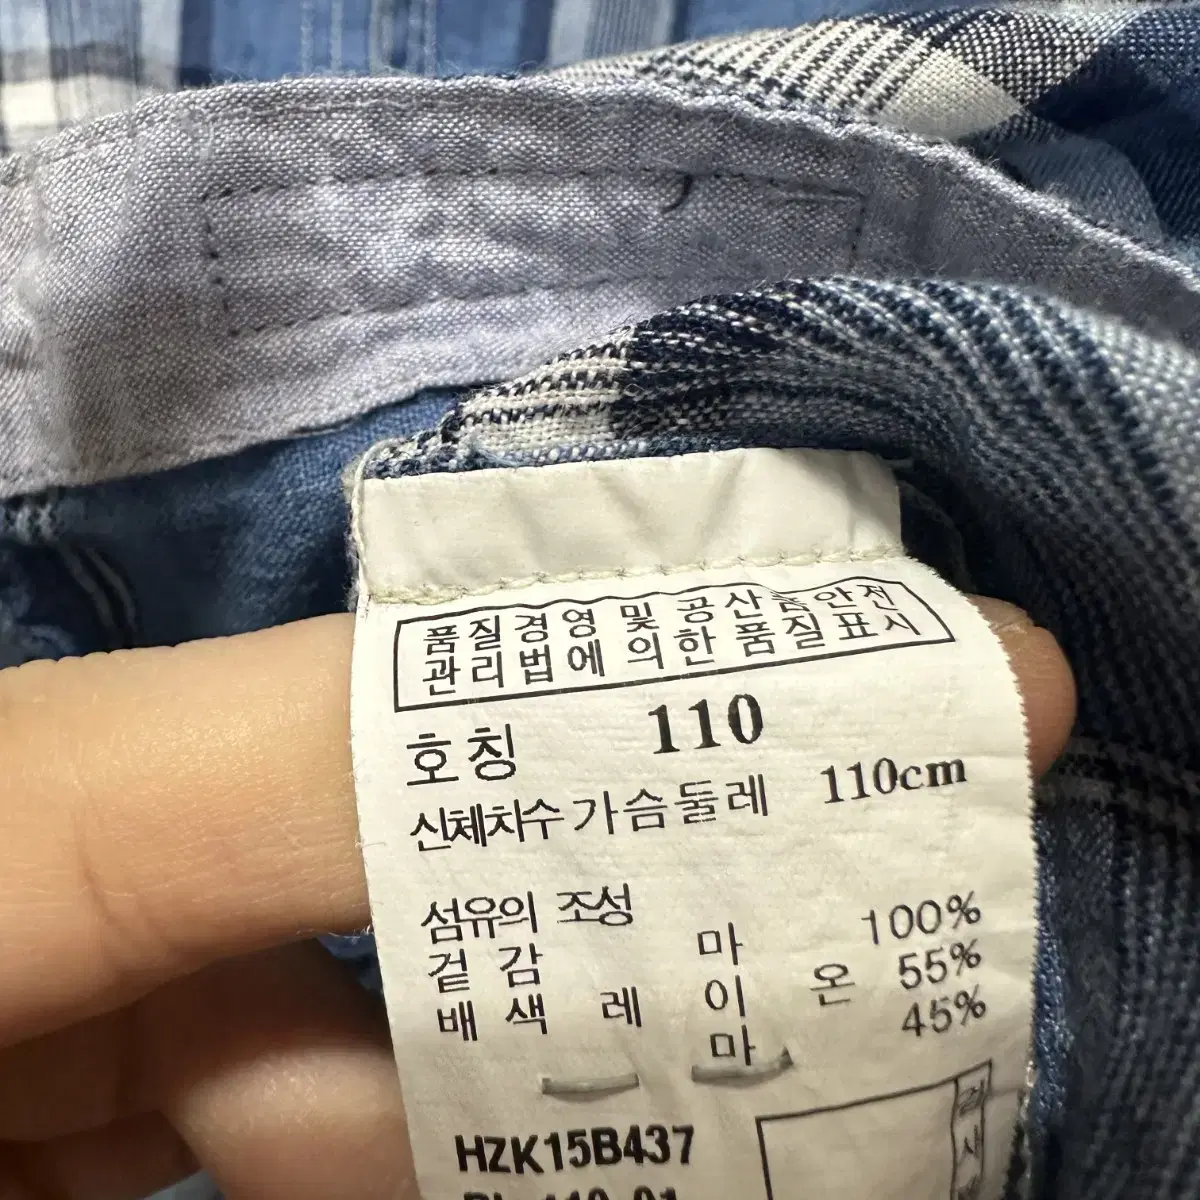 품질경영 및 공산품안전
관리법에 의한 품질표시
호칭 110
신체치수 가슴둘레 110cm
섬유의 조성
겉감 마 100%
배색 레이온 55%
마 45%
HZK15B437